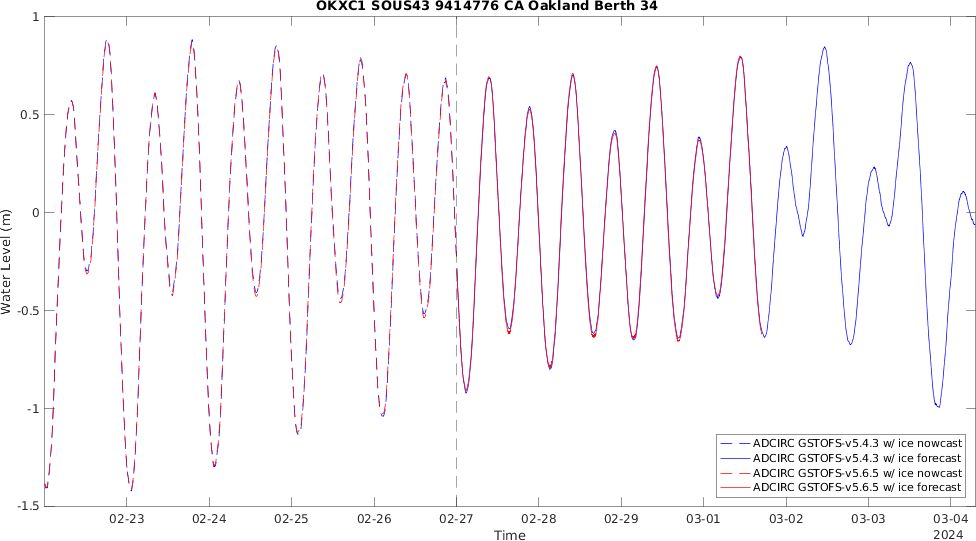 OKXC1 SOUS43 9414776 CA Oakland Berth 34
1
0.5
0
-0.5
-1
-1.5
Water Level (m)
02-23 02-24 02-25 02-26 02-27 02-28 02-29 03-01 03-02 03-03 03-04
Time
2024
ADCIRC GSTOFS-v5.4.3 w/ ice nowcast
ADCIRC GSTOFS-v5.4.3 w/ ice forecast
ADCIRC GSTOFS-v5.6.5 w/ ice nowcast
ADCIRC GSTOFS-v5.6.5 w/ ice forecast